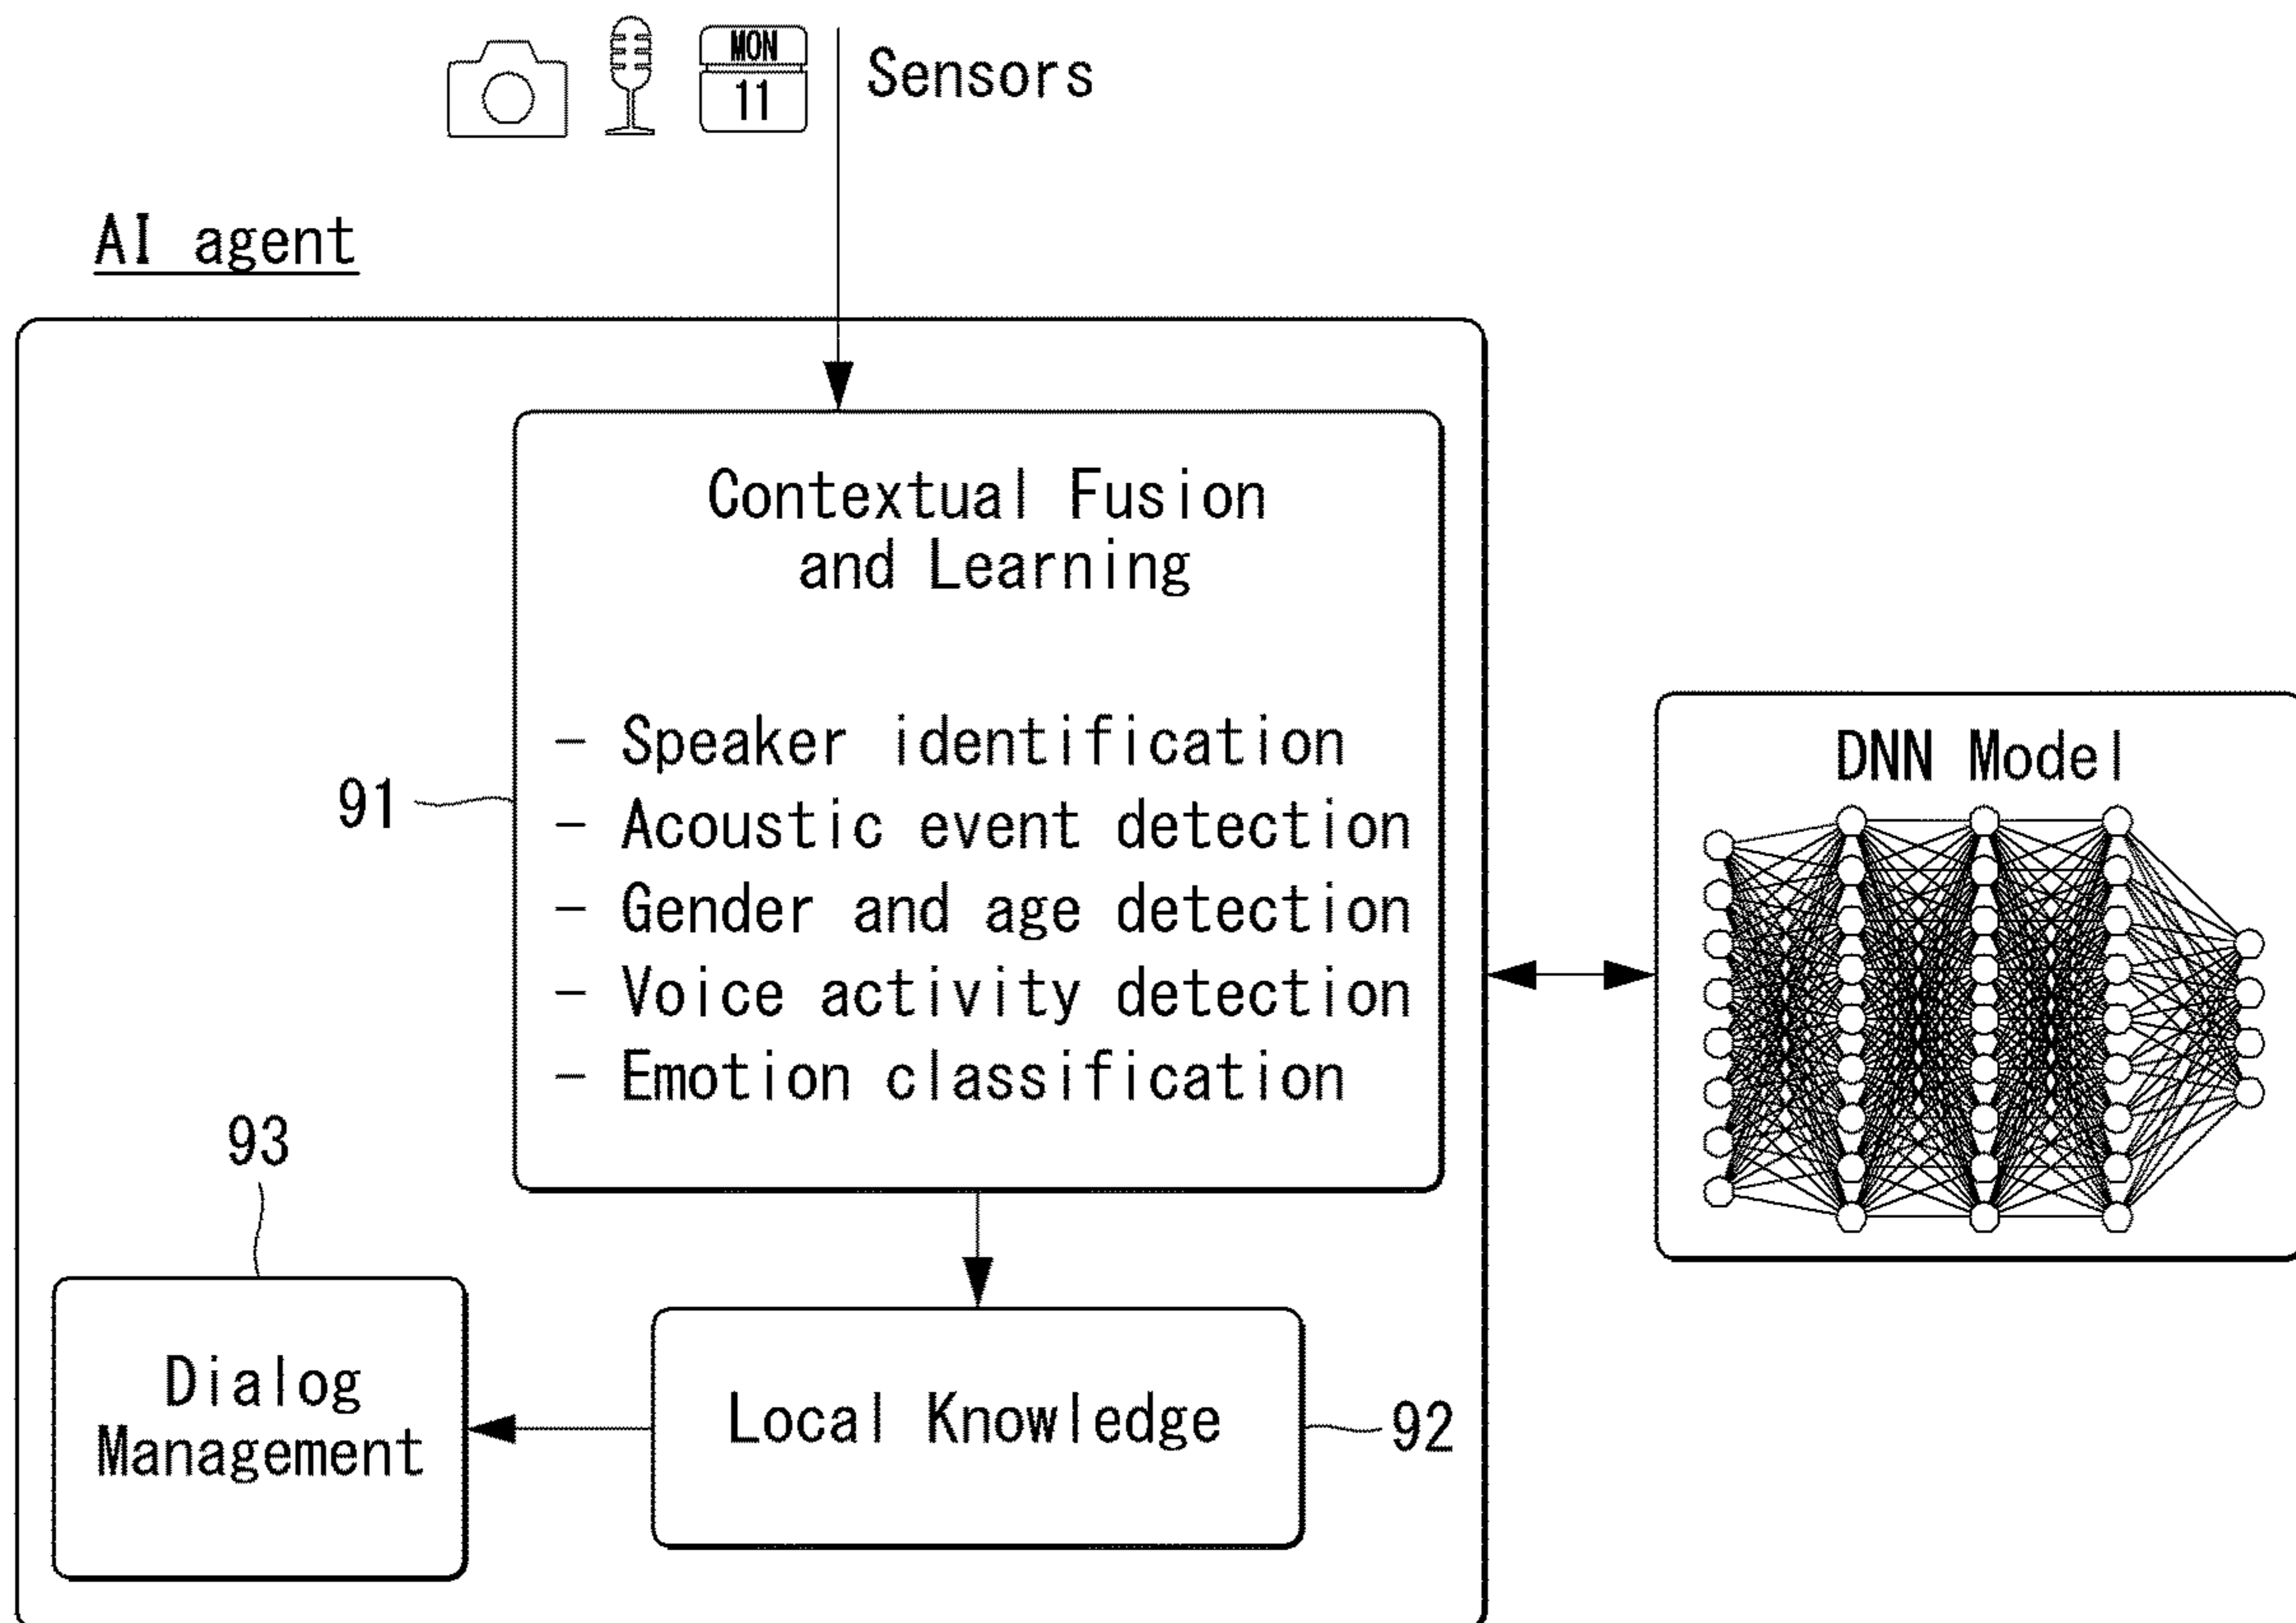 MON
11
Sensors
AI agent
Contextual Fusion
and Learning
- Speaker identification
- Acoustic event detection
- Gender and age detection
- Voice activity detection
- Emotion classification
91
DNN Model
93
Dialog
Management
Local Knowledge
92